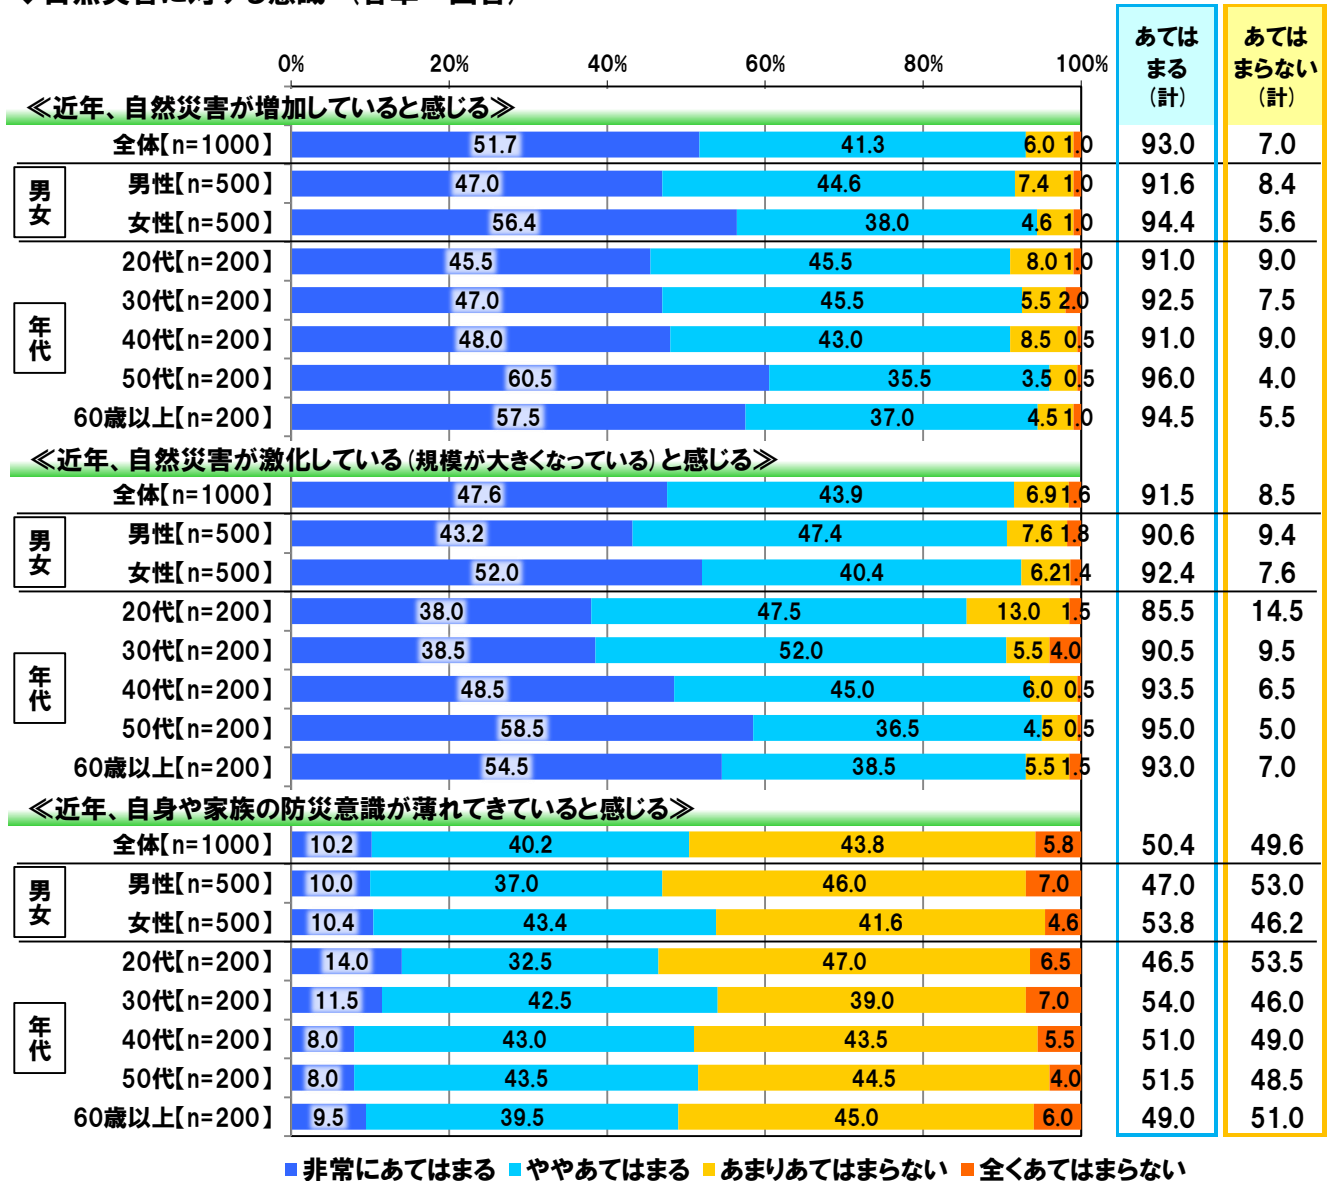 あては あては
0% 20% 40% 60% 80% 100% まる まらない
(計) (計)
≪近年、自然災害が増加していると感じる≫
全体【n=1000】 51.7 41.3 6.0 1.0 93.0 7.0
男女
男性【n=500】 47.0 44.6 7.4 1.0 91.6 8.4
女性【n=500】 56.4 38.0 4.6 1.0 94.4 5.6
年代
20代【n=200】 45.5 45.5 8.0 1.0 91.0 9.0
30代【n=200】 47.0 45.5 5.5 2.0 92.5 7.5
40代【n=200】 48.0 43.0 8.5 0.5 91.0 9.0
50代【n=200】 60.5 35.5 3.5 0.5 96.0 4.0
60歳以上【n=200】 57.5 37.0 4.5 1.0 94.5 5.5
≪近年、自然災害が激化している(規模が大きくなっている)と感じる≫
全体【n=1000】 47.6 43.9 6.9 1.6 91.5 8.5
男女
男性【n=500】 43.2 47.4 7.6 1.8 90.6 9.4
女性【n=500】 52.0 40.4 6.2 1.4 92.4 7.6
年代
20代【n=200】 38.0 47.5 13.0 1.5 85.5 14.5
30代【n=200】 38.5 52.0 5.5 4.0 90.5 9.5
40代【n=200】 48.5 45.0 6.0 0.5 93.5 6.5
50代【n=200】 58.5 36.5 4.5 0.5 95.0 5.0
60歳以上【n=200】 54.5 38.5 5.5 1.5 93.0 7.0
≪近年、自身や家族の防災意識が薄れてきていると感じる≫
全体【n=1000】 10.2 40.2 43.8 5.8 50.4 49.6
男女
男性【n=500】 10.0 37.0 46.0 7.0 47.0 53.0
女性【n=500】 10.4 43.4 41.6 4.6 53.8 46.2
年代
20代【n=200】 14.0 32.5 47.0 6.5 46.5 53.5
30代【n=200】 11.5 42.5 39.0 7.0 54.0 46.0
40代【n=200】 8.0 43.0 43.5 5.5 51.0 49.0
50代【n=200】 8.0 43.5 44.5 4.0 51.5 48.5
60歳以上【n=200】 9.5 39.5 45.0 6.0 49.0 51.0
非常にあてはまる ややあてはまる あまりあてはまらない 全くあてはまらない